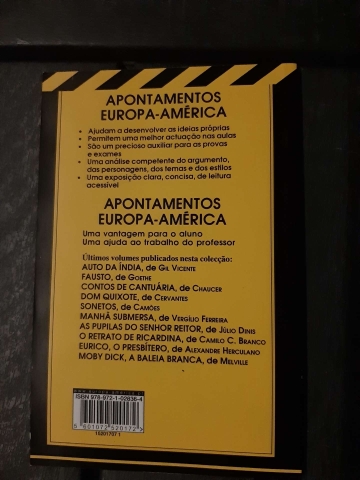 APONTAMENTOS
EUROPA-AMÉRICA
• Ajudam a desenvolver as ideias próprias
• Permitem uma melhor actuação nas aulas
• São um precioso auxiliar para as provas
e exames
• Uma análise competente do argumento,
das personagens, dos temas e dos estilos
• Uma exposição clara, concisa, de leitura
acessível
APONTAMENTOS
EUROPA-AMÉRICA
Uma vantagem para o aluno
Uma ajuda ao trabalho do professor
Últimos volumes publicados nesta colecção:
AUTO DA ÍNDIA, de GIL VICENTE
FAUSTO, de GOETHE
CONTOS DE CANTUÁRIA, de CHAUCER
DOM QUIXOTE, de CERVANTES
SONETOS, de CAMÕES
MANHÃ SUBMERSA, de VERGÍLIO FERREIRA
AS PUPILAS DO SENHOR REITOR, de JÚLIO DINIS
O RETRATO DE RICARDINA, de CAMILO C. BRANCO
EURICO, O PRESBÍTERO, de ALEXANDRE HERCULANO
MOBY DICK, A BALEIA BRANCA, de MELVILLE
ISBN 978-972-1-02636-4